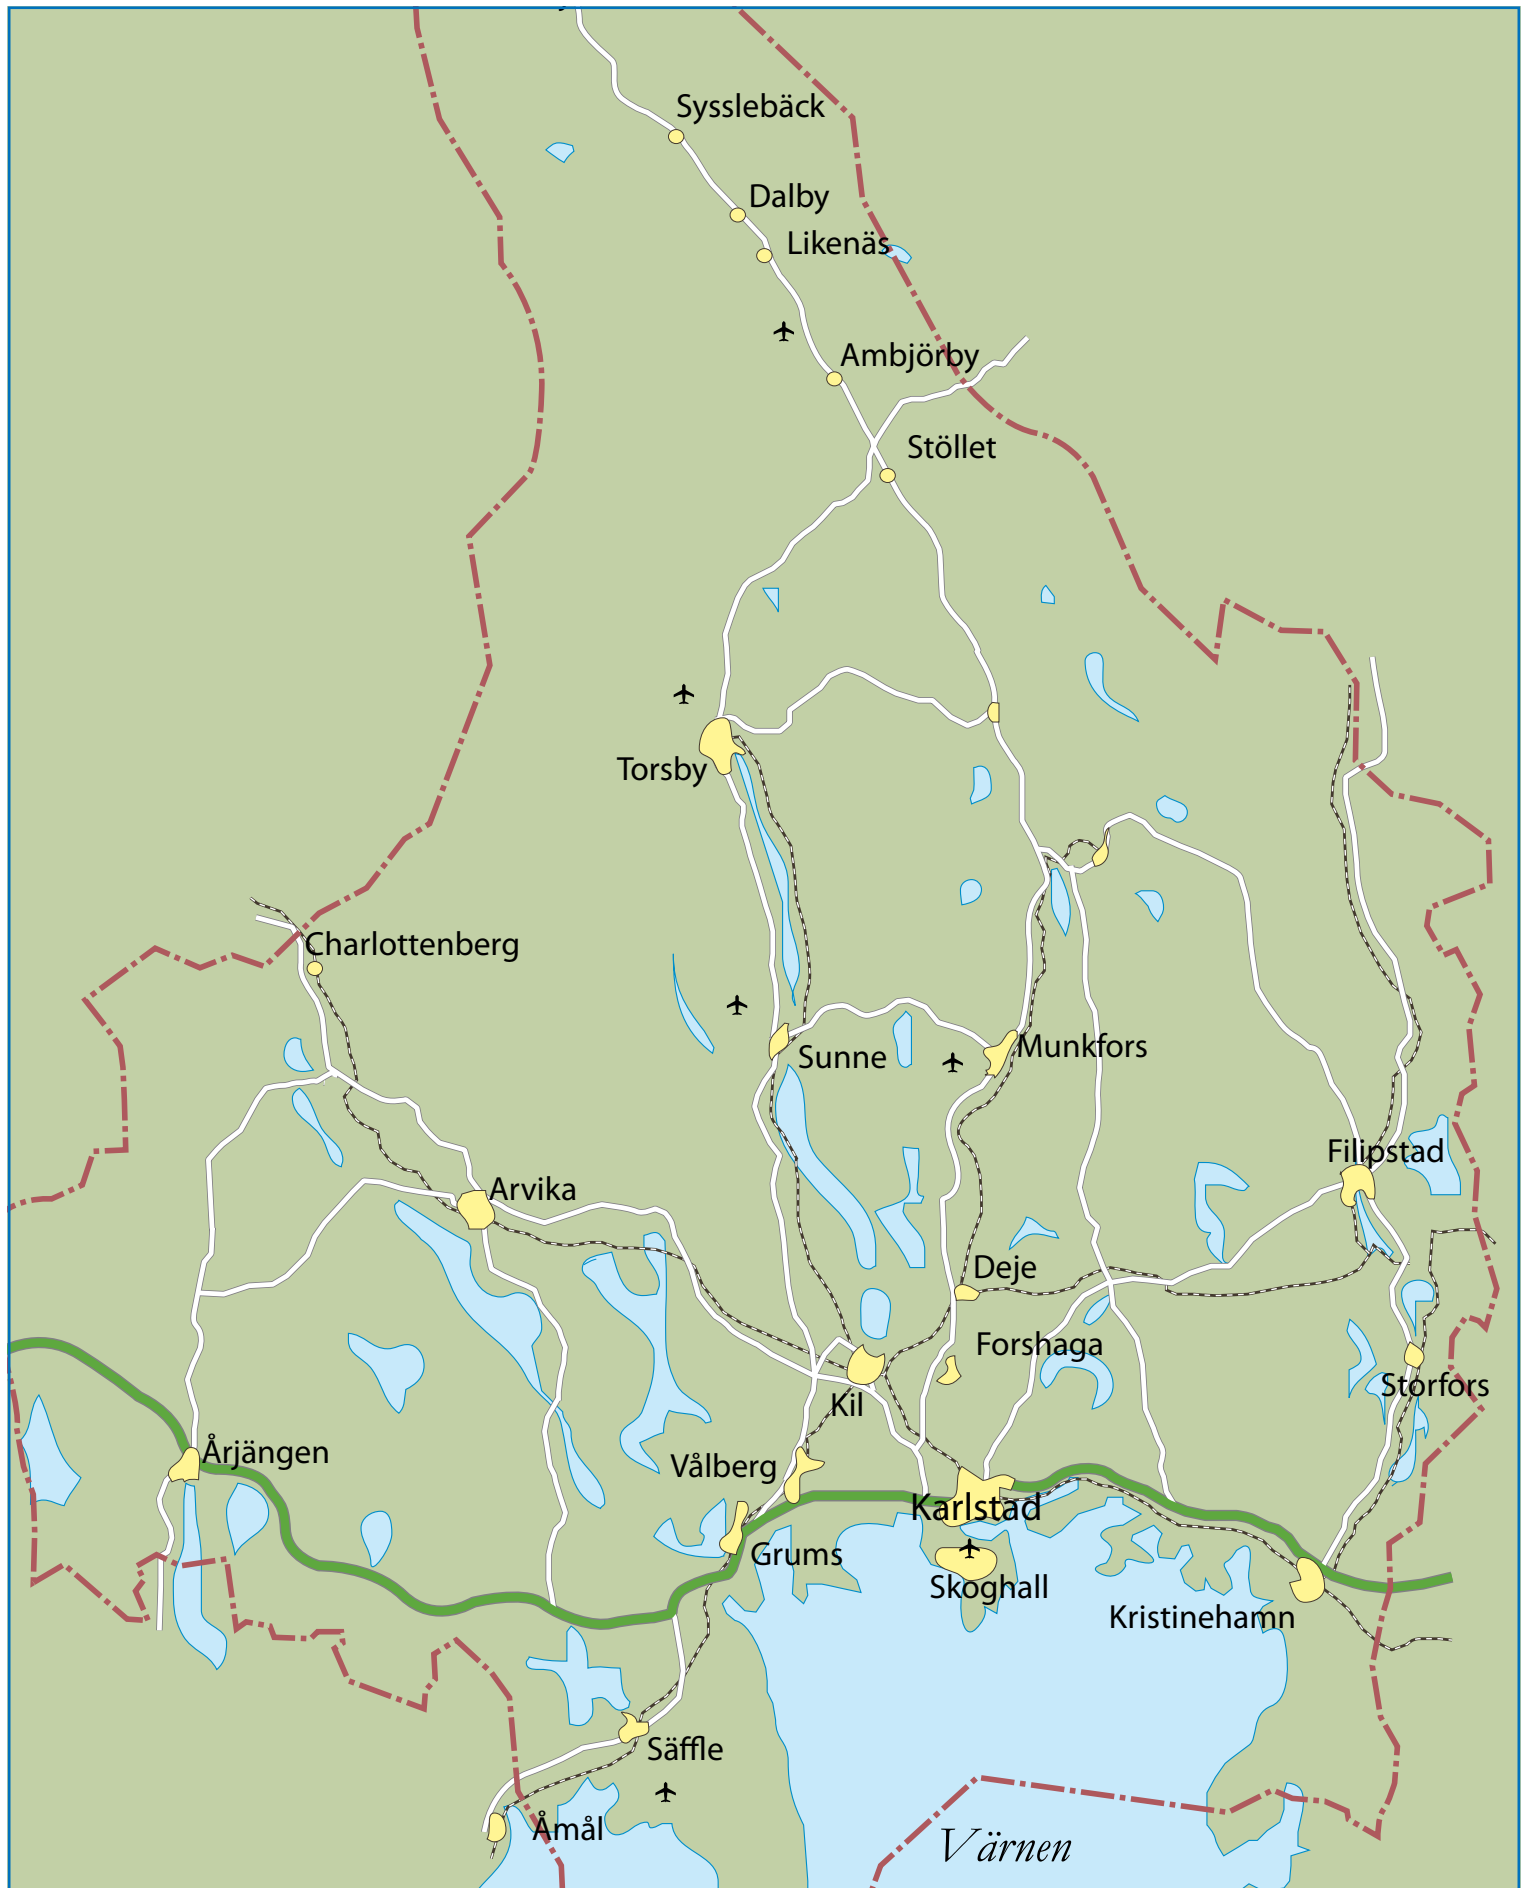 Sysslebäck
Dalby
Likenäs
Ambjörby
Stöllet
Torsby
Charlottenberg
Sunne
Munkfors
Filipstad
Arvika
Deje
Forshaga
Storfors
Kil
Årjängen
Vålberg
Karlstad
Grums
Skoghall
Kristinehamn
Säffle
Åmål
Värnen